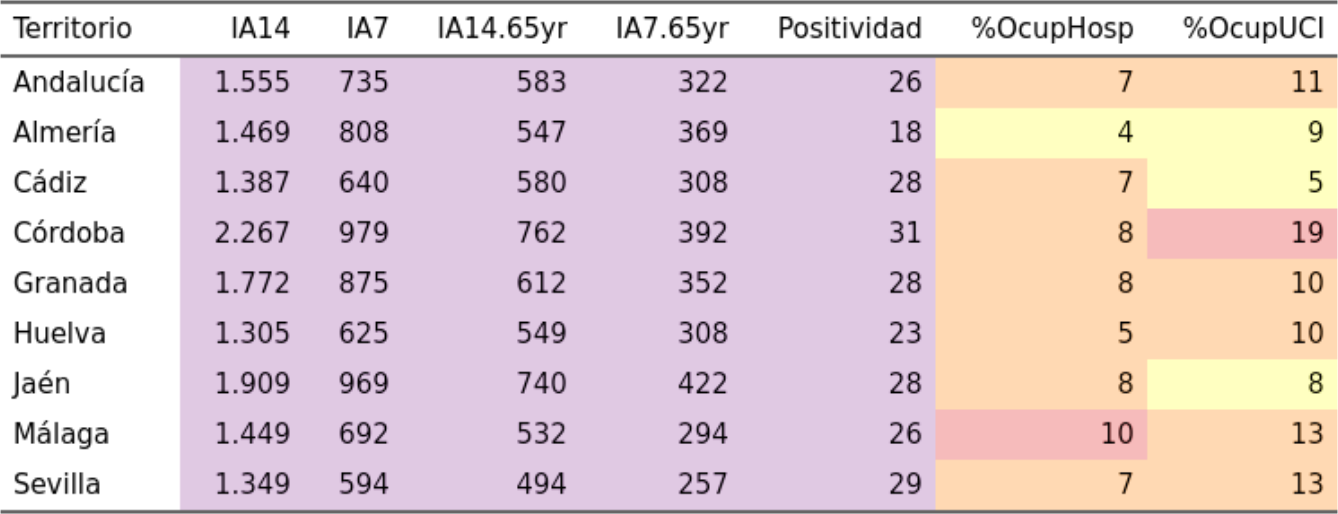 Territorio IA14 IA7 IA14.65yr IA7.65yr Positividad %OcupHosp %OcupUCI
Andalucía 1.555 735 583 322 26 7 11
Almería 1.469 808 547 369 18 4 9
Cádiz 1.387 640 580 308 28 7 5
Córdoba 2.267 979 762 392 31 8 19
Granada 1.772 875 612 352 28 8 10
Huelva 1.305 625 549 308 23 5 10
Jaén 1.909 969 740 422 28 8 8
Málaga 1.449 692 532 294 26 10 13
Sevilla 1.349 594 494 257 29 7 13